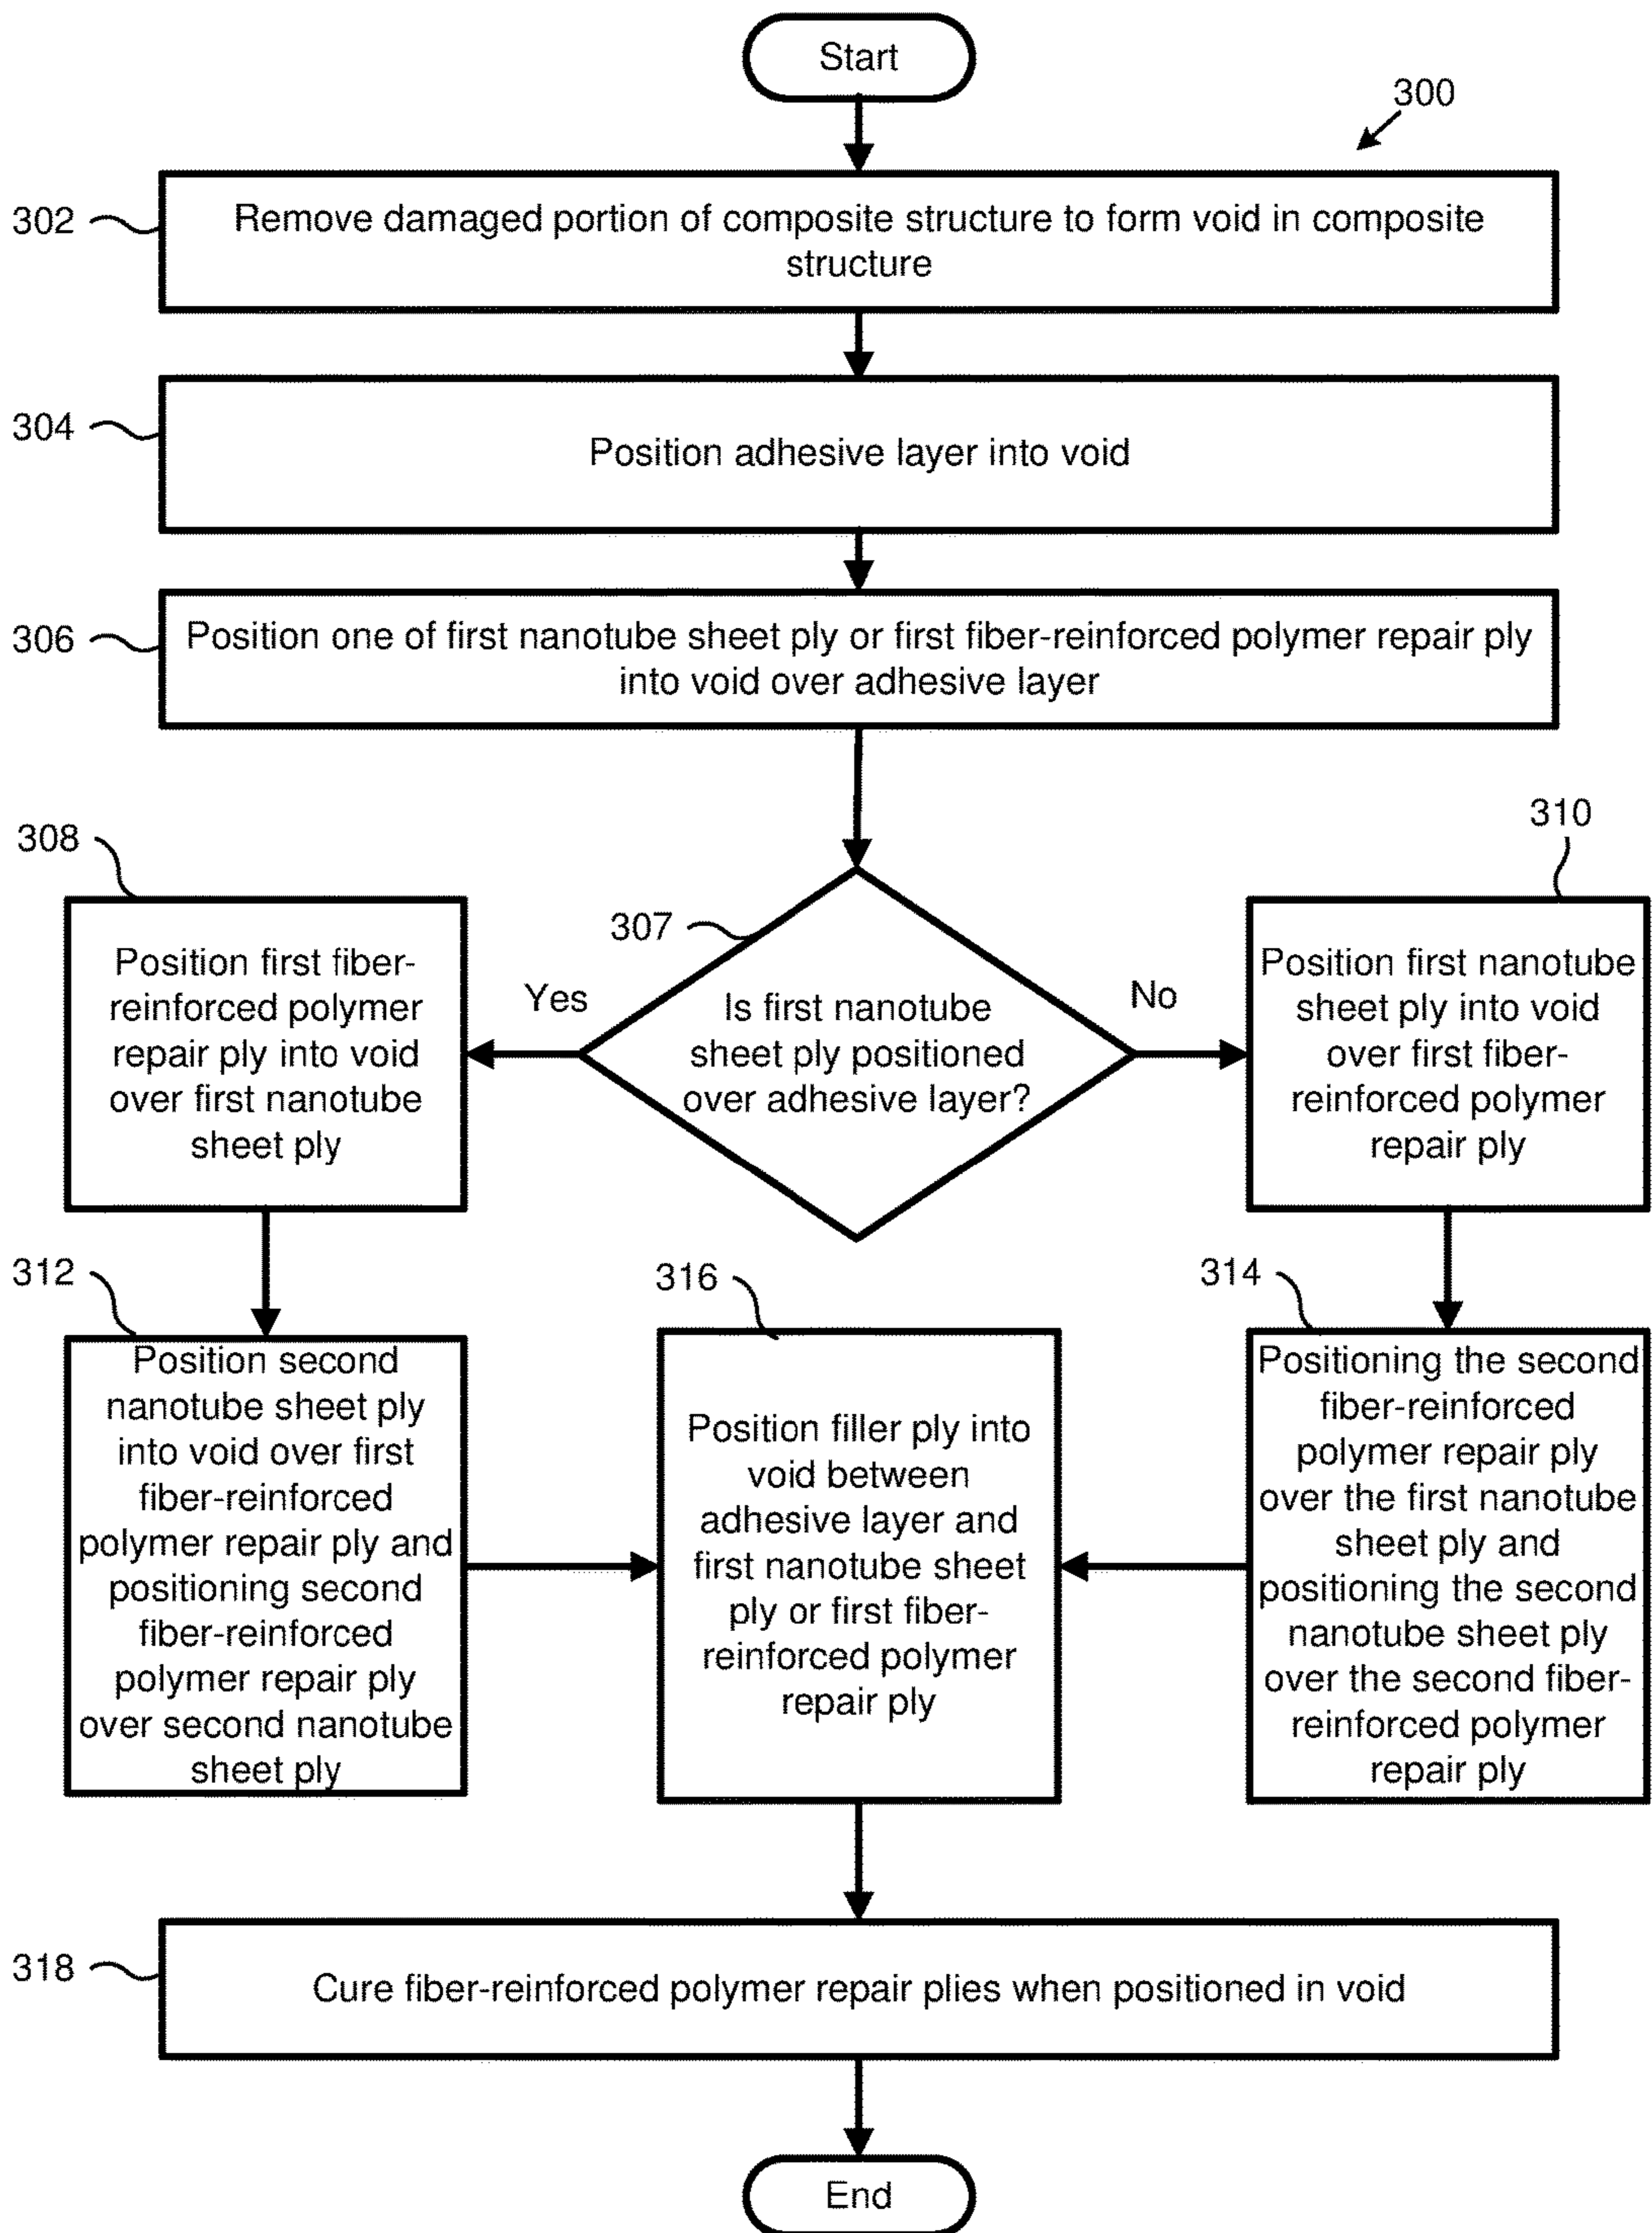 Start
300
302
Remove damaged portion of composite structure to form void in composite
structure
304
Position adhesive layer into void
306
Position one of first nanotube sheet ply or first fiber-reinforced polymer repair ply
into void over adhesive layer
308
Position first fiber-
reinforced polymer
repair ply into void
over first nanotube
sheet ply
307
Yes
Is first nanotube
sheet ply positioned
over adhesive layer?
No
310
Position first nanotube
sheet ply into void
over first fiber-
reinforced polymer
repair ply
312
Position second
nanotube sheet ply
into void over first
fiber-reinforced
polymer repair ply and
positioning second
fiber-reinforced
polymer repair ply
over second nanotube
sheet ply
316
Position filler ply into
void between
adhesive layer and
first nanotube sheet
ply or first fiber-
reinforced polymer
repair ply
314
Positioning the second
fiber-reinforced
polymer repair ply
over the first nanotube
sheet ply and
positioning the second
nanotube sheet ply
over the second fiber-
reinforced polymer
repair ply
318
Cure fiber-reinforced polymer repair plies when positioned in void
End